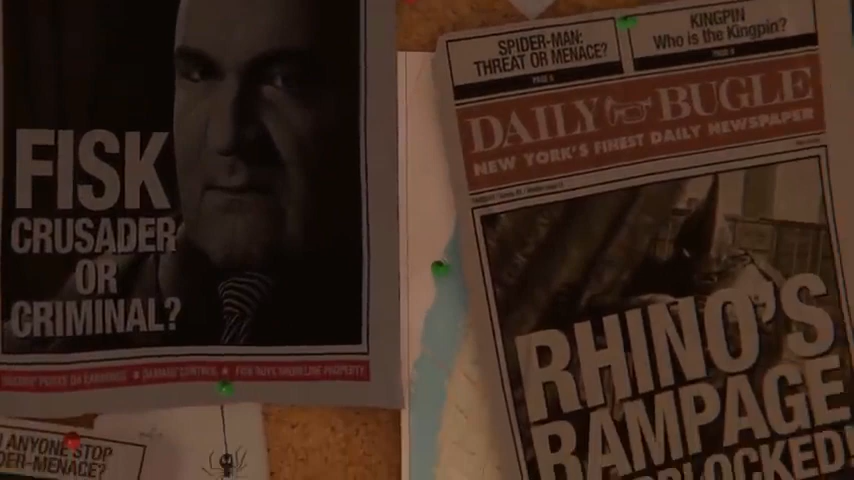 FISK
CRUSADER
OR
CRIMINAL?
ANYONE STOP
DER-MENACE?
SPIDER-MAN:
THREAT OR MENACE?
KINGPIN
Who is the Kingpin?
DAILY BUGLE
NEW YORK'S FINEST DAILY NEWSPAPER
RHINO'S
RAMPAGE
BLOCKED!